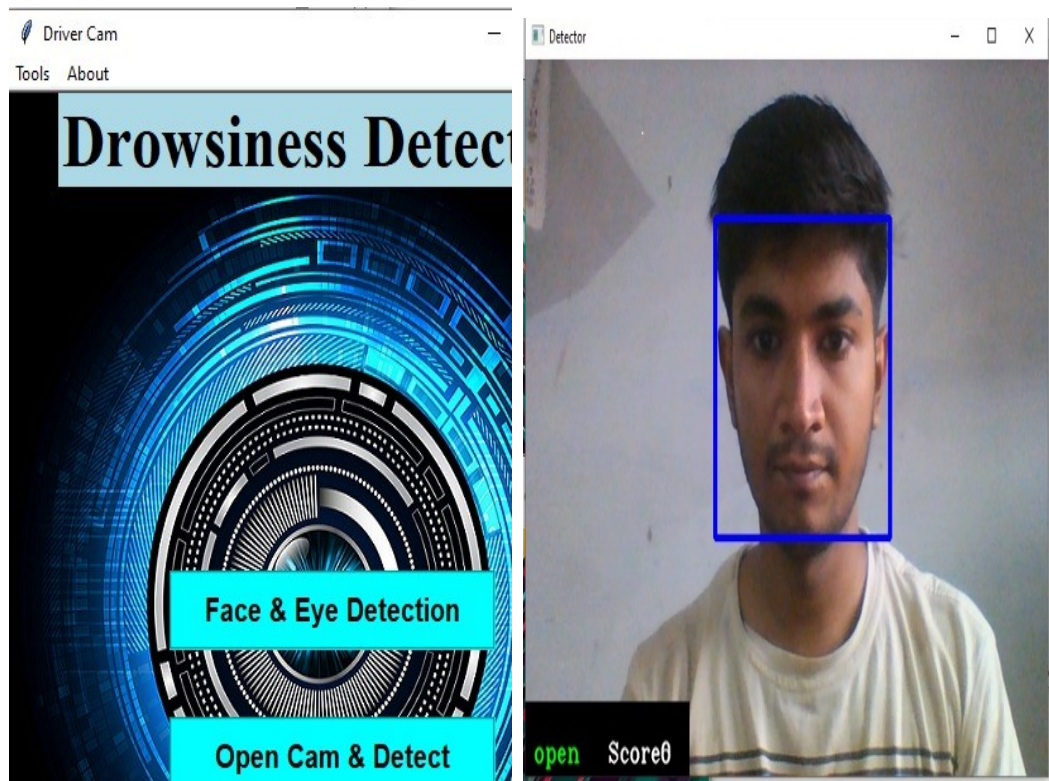 Driver Cam
Tools About
Drowsiness Detect
Face & Eye Detection
Open Cam & Detect
Detector
open Score0